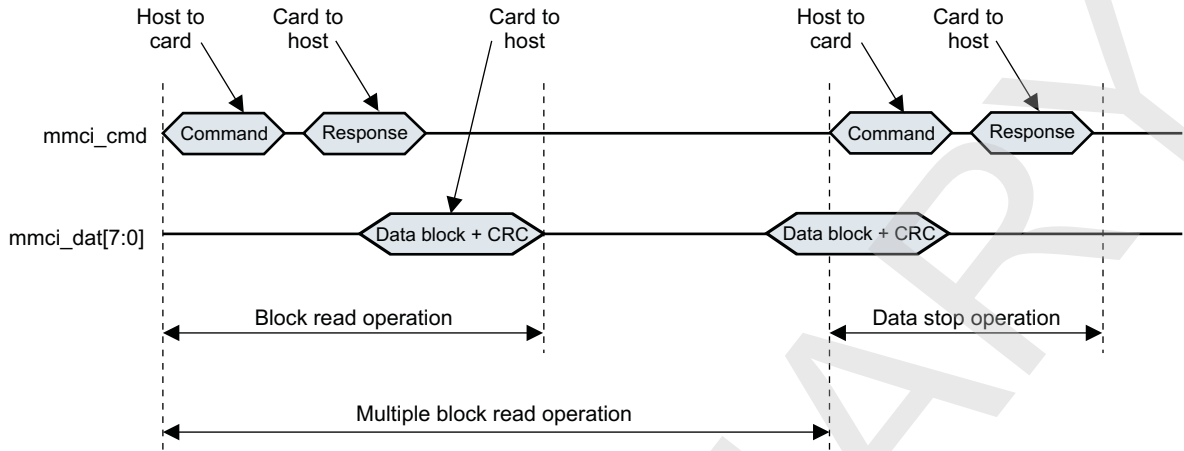 Host to card
Card to host
Card to host
Host to card
Card to host
mmci_cmd
Command
Response
Command
Response
mmci_dat[7:0]
Data block + CRC
Data block + CRC
Block read operation
Data stop operation
Multiple block read operation